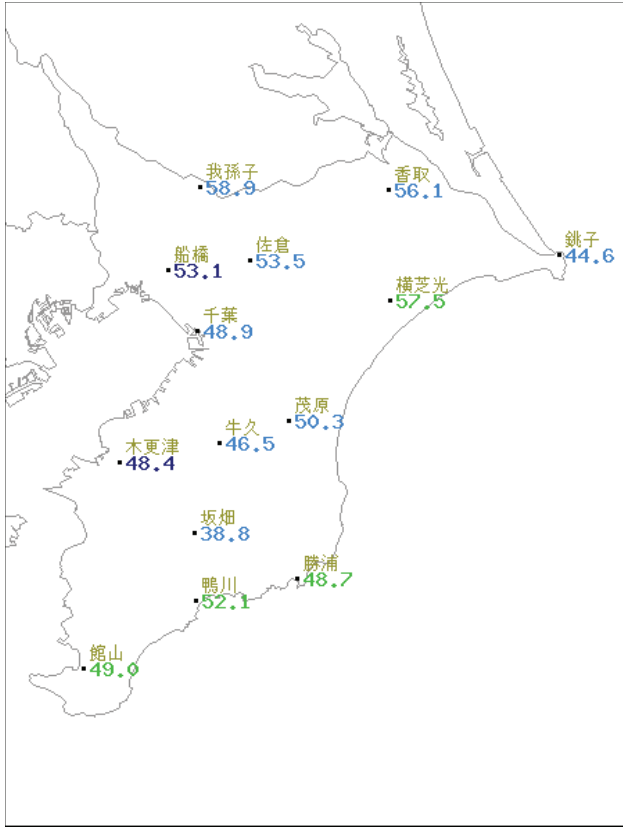 我孫子
58.9
香取
56.1
銚子
44.6
船橋
53.1
佐倉
53.5
横芝光
57.5
千葉
48.9
茂原
50.3
牛久
46.5
木更津
48.4
坂畑
38.8
勝浦
48.7
鴨川
52.1
館山
49.0